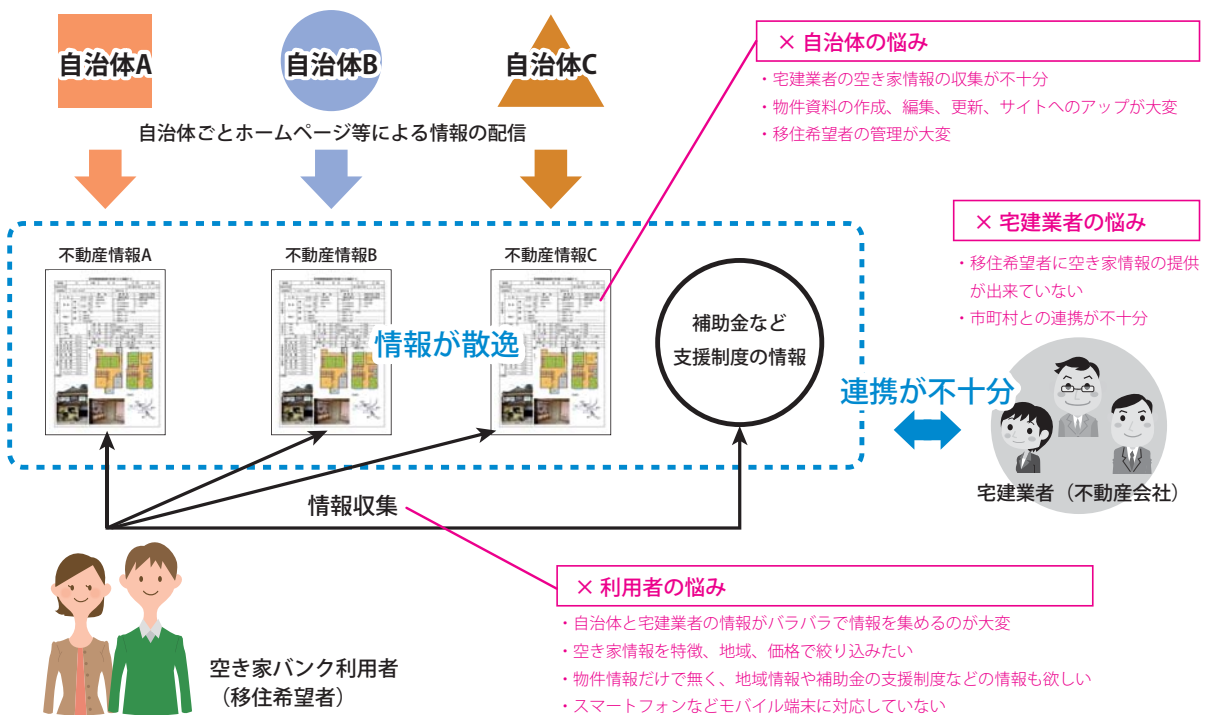 自治体A
自治体B
自治体C
自治体ごとホームページ等による情報の配信
× 自治体の悩み
・宅建業者の空き家情報の収集が不十分
・物件資料の作成、編集、更新、サイトへのアップが大変
・移住希望者の管理が大変
不動産情報A
不動産情報B
不動産情報C
情報が散逸
補助金など
支援制度の情報
× 宅建業者の悩み
・移住希望者に空き家情報の提供
が出来ていない
・市町村との連携が不十分
連携が不十分
宅建業者（不動産会社）
情報収集
空き家バンク利用者
（移住希望者）
× 利用者の悩み
・自治体と宅建業者の情報がバラバラで情報を集めるのが大変
・空き家情報を特徴、地域、価格で絞り込みたい
・物件情報だけで無く、地域情報や補助金の支援制度などの情報も欲しい
・スマートフォンなどモバイル端末に対応していない